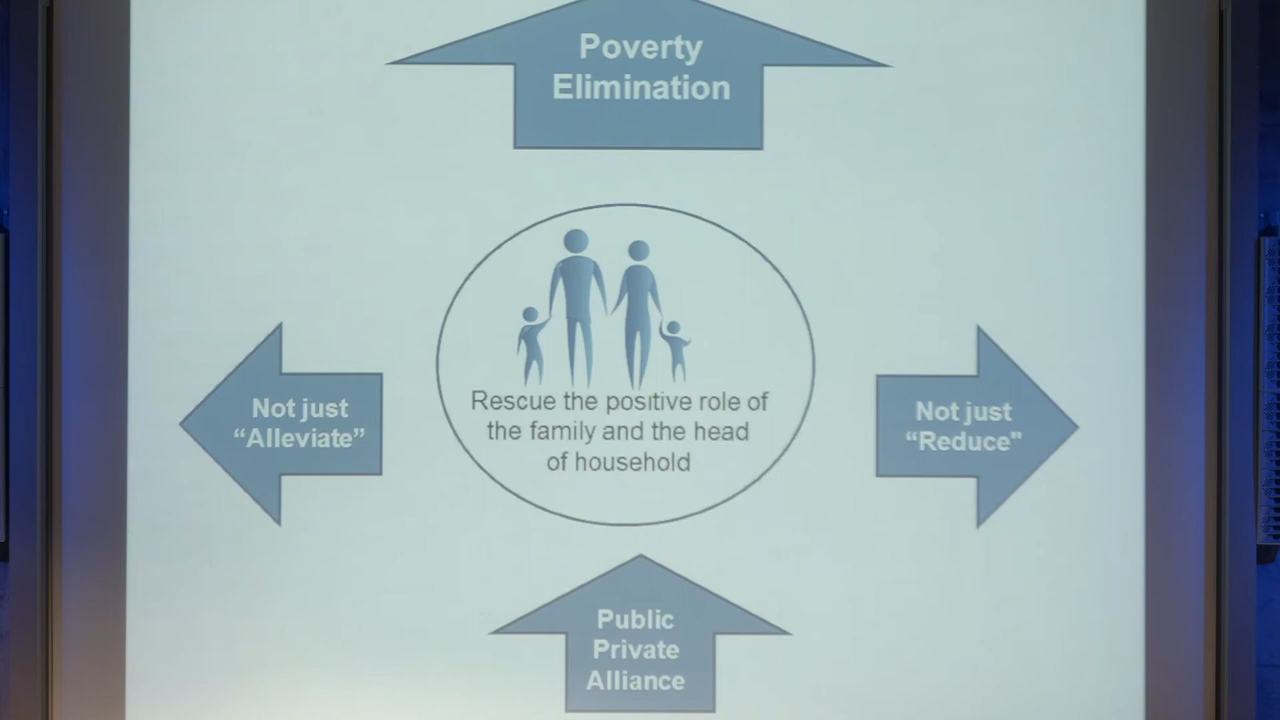 Poverty
Elimination
Not just
“Alleviate”
Rescue the positive role of
the family and the head
of household
Not just
“Reduce"
Public
Private
Alliance